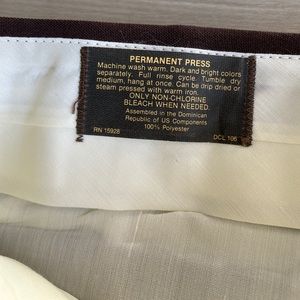 PERMANENT PRESS
Machine wash warm. Dark and bright colors
separately. Full rinse cycle. Tumble dry
medium, hang at once. Can be drip dried or
steam pressed with warm iron.
ONLY NON-CHLORINE
BLEACH WHEN NEEDED.
Assembled in the Dominican
Republic of US Components
RN 15928 100% Polyester DCL 106